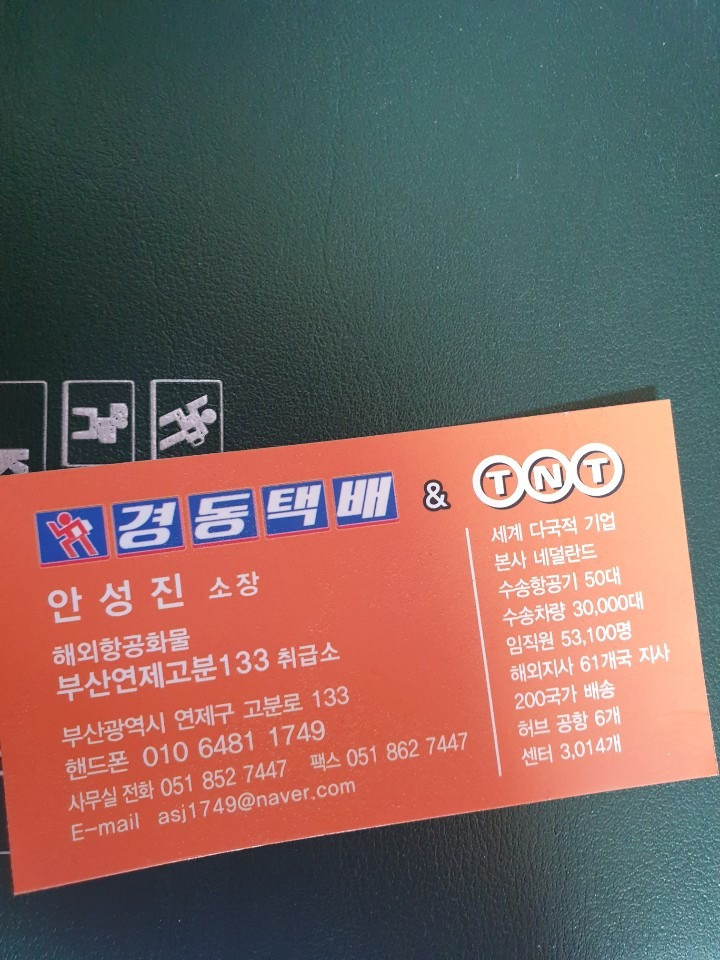 경동택배 & TNT
안성진 소장
해외항공화물
부산연제고분133 취급소
부산광역시 연제구 고분로 133
핸드폰 010 6481 1749
사무실 전화 051 852 7447 팩스 051 862 7447
E-mail asj1749@naver.com
세계 다국적 기업
본사 네덜란드
수송항공기 50대
수송차량 30,000대
임직원 53,100명
해외지사 61개국 지사
200국가 배송
허브 공항 6개
센터 3,014개